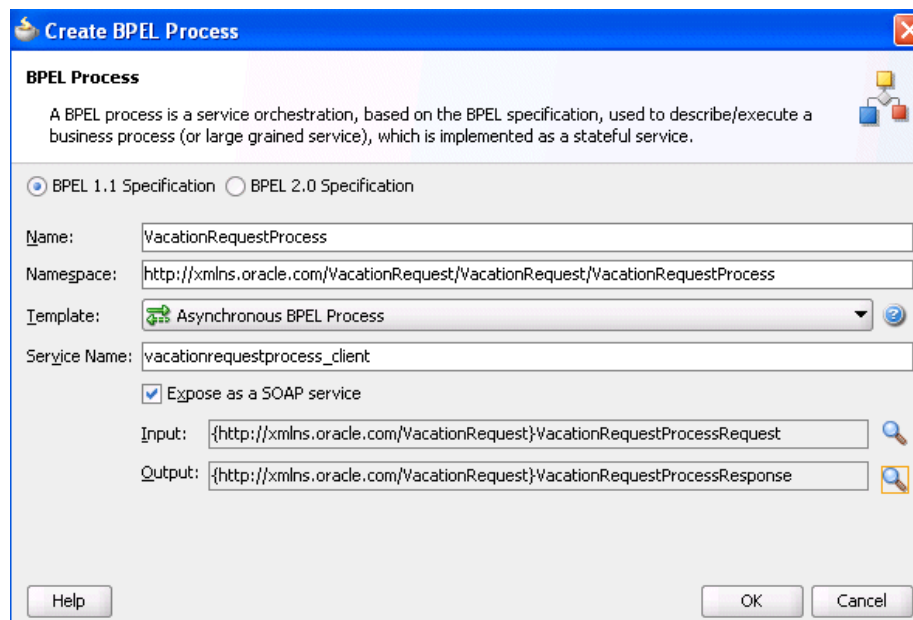 Create BPEL Process
BPEL Process
A BPEL process is a service orchestration, based on the BPEL specification, used to describe/execute a
business process (or large grained service), which is implemented as a stateful service.
BPEL 1.1 Specification BPEL 2.0 Specification
Name: VacationRequestProcess
Namespace: http://xmlns.oracle.com/VacationRequest/VacationRequest/VacationRequestProcess
Template: Asynchronous BPEL Process
Service Name: vacationrequestprocess_client
Expose as a SOAP service
Input: {http://xmlns.oracle.com/VacationRequest}VacationRequestProcessRequest
Output: {http://xmlns.oracle.com/VacationRequest}VacationRequestProcessResponse
Help OK Cancel